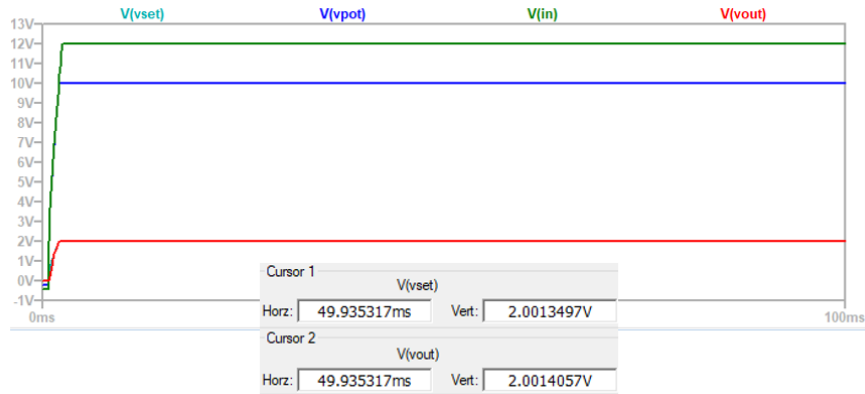 V(vset) V(vpot) V(in) V(vout)
13V
12V
11V
10V
9V
8V
7V
6V
5V
4V
3V
2V
1V
0V
-1V
0ms 100ms
Cursor 1
V(vset)
Horz: 49.935317ms Vert: 2.0013497V
Cursor 2
V(vout)
Horz: 49.935317ms Vert: 2.0014057V